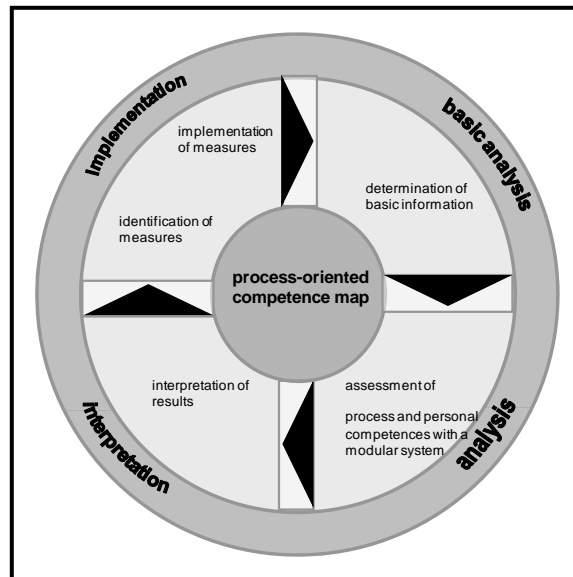 Implementation
basic analysis
implementation
of measures
determination of
basic information
identification of
measures
process-oriented
competence map
interpretation of
results
assessment of
process and personal
competences with a
modular system
interpretation
analysis